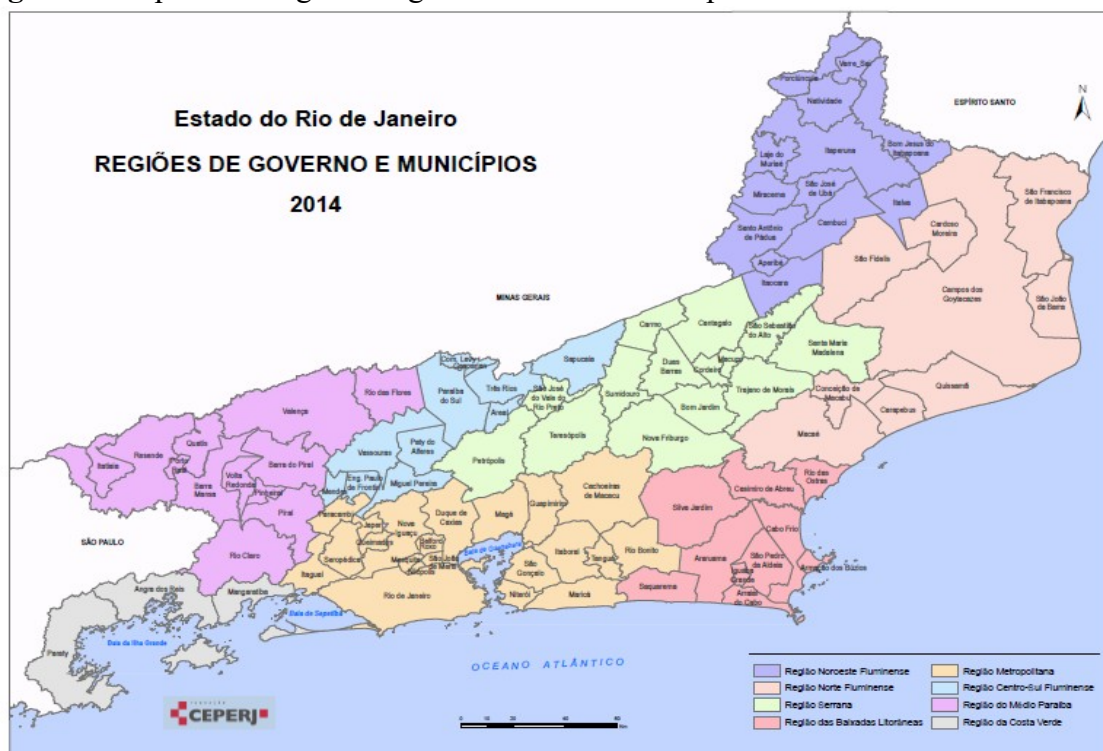 Estado do Rio de Janeiro
REGIÕES DE GOVERNO E MUNICÍPIOS
2014
N
ESPÍRITO SANTO
MINAS GERAIS
SÃO PAULO
Porciúncula
Varre_Sai
Natividade
Bom Jesus do
Itabapoana
Itaperuna
Laje do
Muriaé
São Francisco
de Itabapoana
Miracema
São José
de Ubá
Italva
Cambuci
Cardoso
Moreira
Santo Antônio
de Pádua
Aperibé
São Fidélis
Itaocara
Campos dos
Goytacazes
São João
da Barra
Carmo
Cantagalo
São Sebastião
do Alto
Santa Maria
Madalena
Macuco
Cordeiro
Duas
Barras
Sapucaia
Com. Levy
Gasparian
Três Rios
Paraíba
do Sul
Areal
São José
do Vale do
Rio Preto
Sumidouro
Trajano de Morais
Conceição de
Macabu
Quissamã
Carapebus
Bom Jardim
Macaé
Rio das Flores
Valença
Teresópolis
Nova Friburgo
Petrópolis
Paty do
Alferes
Vassouras
Miguel Pereira
Eng. Paulo
de Frontin
Mendes
Quatis
Itatiaia
Resende
Porto
Real
Barra
Mansa
Volta
Redonda
Barra do Piraí
Pinheiral
Piraí
Rio Claro
Rio das
Ostras
Casimiro de Abreu
Silva Jardim
Cabo Frio
Cachoeiras
de Macacu
Guapimirim
Magé
Duque de
Caxias
Paracambi
Japeri
Nova
Iguaçu
Queimados
Belford
Roxo
Seropédica
Mesquita
São João
de Meriti
Nilópolis
Baía de Guanabara
Itaboraí
Tanguá
Rio Bonito
Araruama
São Pedro
da Aldeia
Iguaba
Grande
Armação dos Búzios
Arraial
do Cabo
Saquarema
São
Gonçalo
Niterói
Maricá
Itaguaí
Rio de Janeiro
Angra dos Reis
Mangaratiba
Baía de Sepetiba
Baía da Ilha Grande
Paraty
OCEANO ATLÂNTICO
Região Noroeste Fluminense
Região Norte Fluminense
Região Serrana
Região das Baixadas Litorâneas
Região Metropolitana
Região Centro-Sul Fluminense
Região do Médio Paraíba
Região da Costa Verde
FUNDAÇÃO
CEPERJ